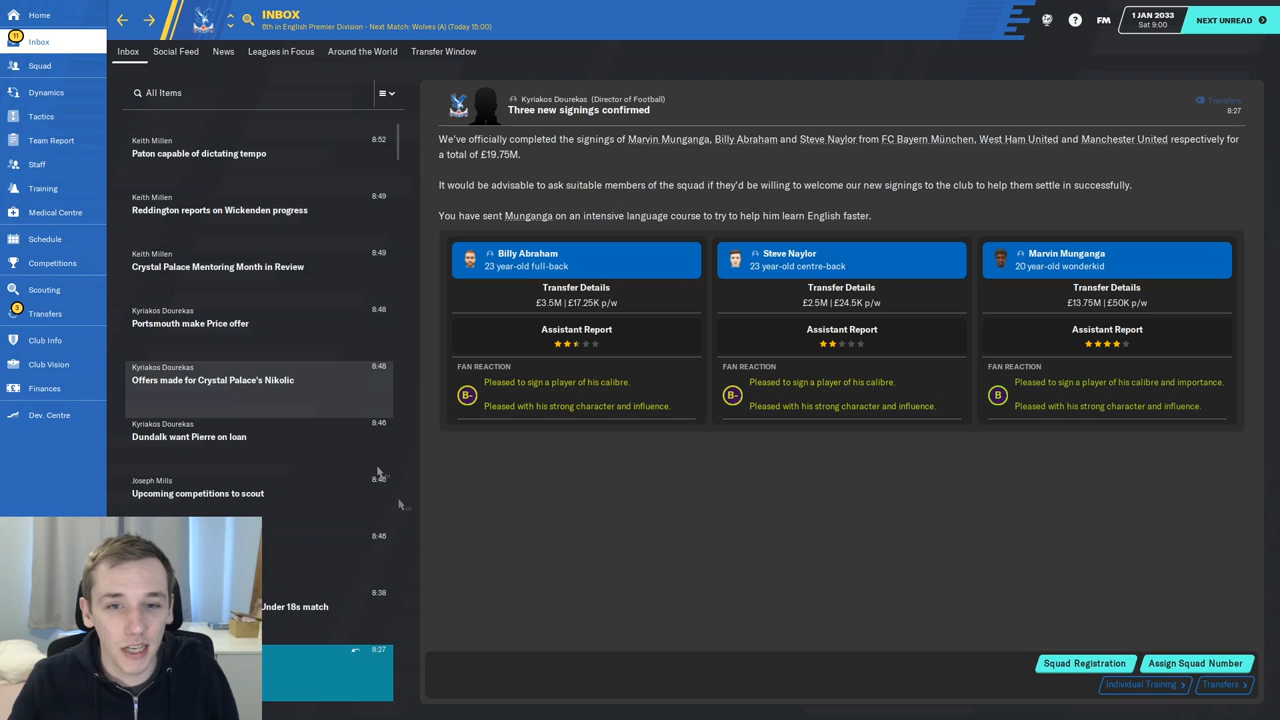 Home
11
Inbox
Squad
Dynamics
Tactics
Team Report
Staff
Training
Medical Centre
Schedule
Competitions
Scouting
3
Transfers
Club Info
Club Vision
Finances
Dev. Centre
INBOX
6th in English Premier Division - Next Match: Wolves (A) (Today 15:00)
FM
1 JAN 2033
SAT 9:00
NEXT UNREAD
Inbox
Social Feed
News
Leagues in Focus
Around the World
Transfer Window
All Items
Keith Millen
8:52
Paton capable of dictating tempo
Keith Millen
8:49
Reddington reports on Wickenden progress
Keith Millen
8:49
Crystal Palace Mentoring Month in Review
Kyriakos Dourekas
8:48
Portsmouth make Price offer
Kyriakos Dourekas
8:48
Offers made for Crystal Palace's Nikolic
Kyriakos Dourekas
8:46
Dundalk want Pierre on loan
Joseph Mills
8:46
Upcoming competitions to scout
8:46
8:38
Under 18s match
8:27
Kyriakos Dourekas (Director of Football)
Three new signings confirmed
Transfers
8:27
We've officially completed the signings of Marvin Munganga, Billy Abraham and Steve Naylor from FC Bayern München, West Ham United and Manchester United respectively for
a total of £19.75M.
It would be advisable to ask suitable members of the squad if they'd be willing to welcome our new signings to the club to help them settle in successfully.
You have sent Munganga on an intensive language course to try to help him learn English faster.
Billy Abraham
23 year-old full-back
Transfer Details
£3.5M | £17.25K p/w
Assistant Report
FAN REACTION
B-
Pleased to sign a player of his calibre.
Pleased with his strong character and influence.
Steve Naylor
23 year-old centre-back
Transfer Details
£2.5M | £24.5K p/w
Assistant Report
FAN REACTION
B-
Pleased to sign a player of his calibre.
Pleased with his strong character and influence.
Marvin Munganga
20 year-old wonderkid
Transfer Details
£13.75M | £50K p/w
Assistant Report
FAN REACTION
B
Pleased to sign a player of his calibre and importance.
Pleased with his strong character and influence.
Squad Registration
Assign Squad Number
Individual Training
Transfers